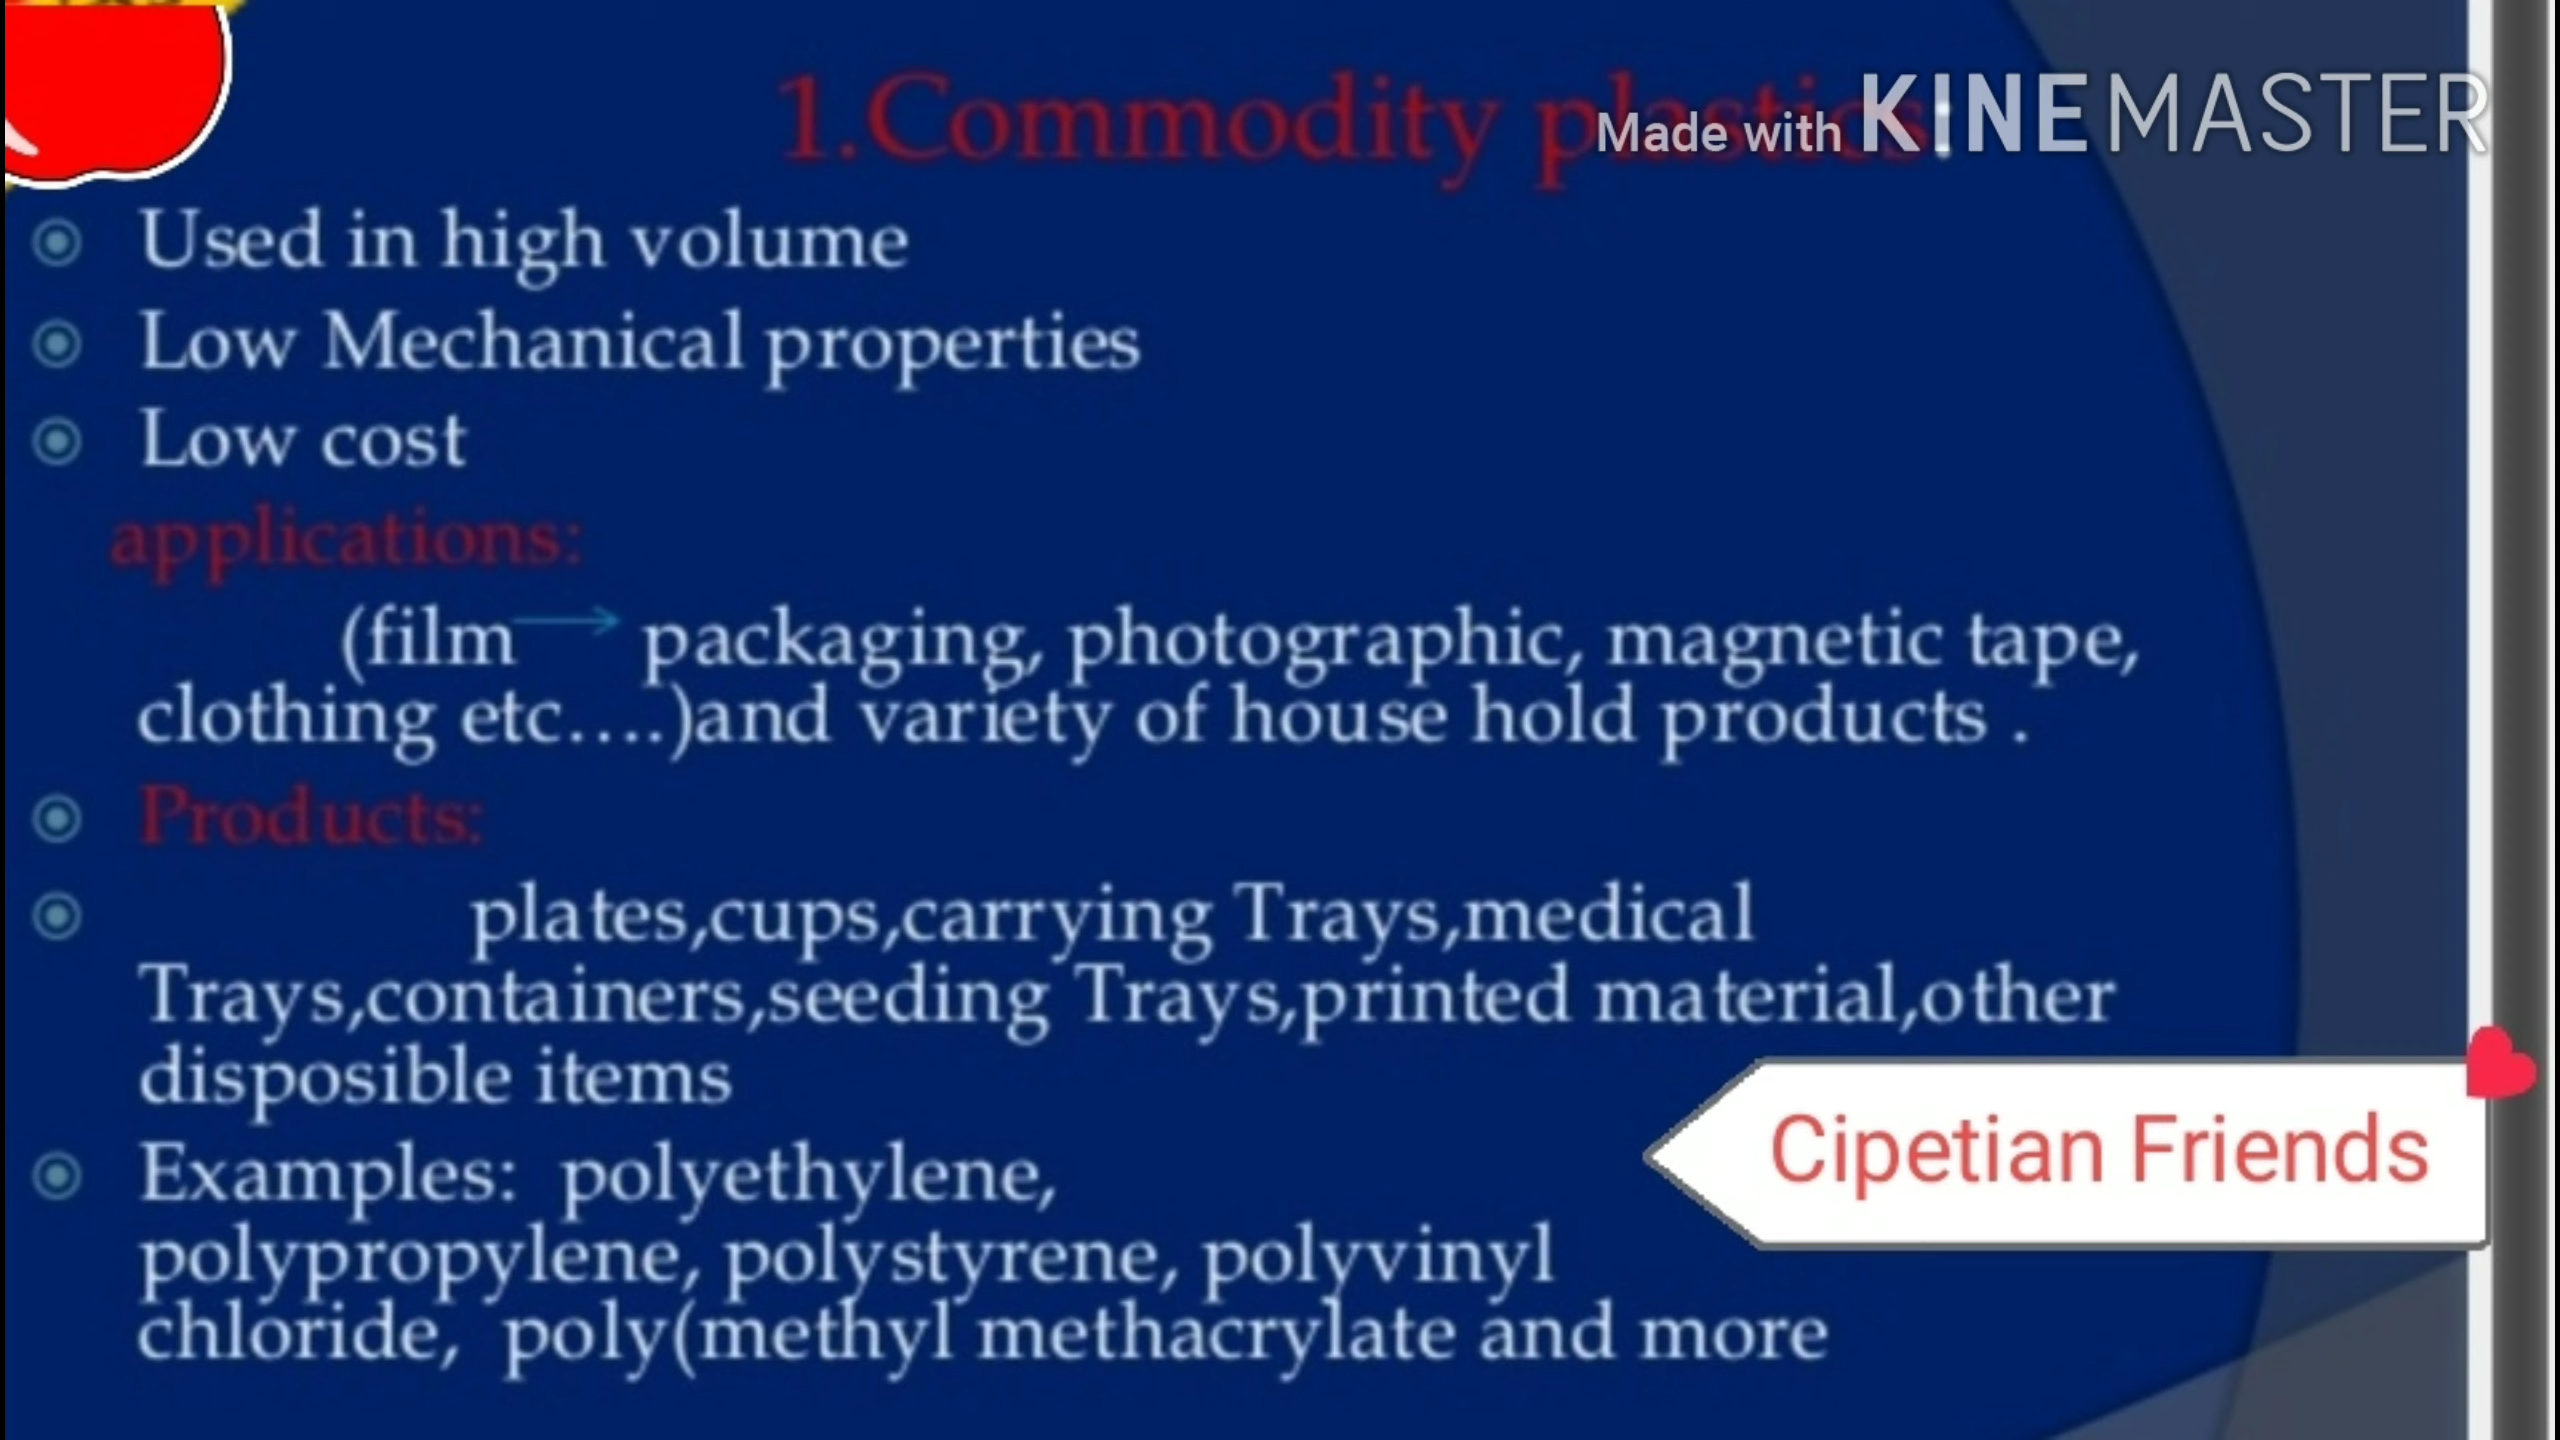 1.Commodity plastics:
Made with KINEMASTER
Used in high volume
Low Mechanical properties
Low cost
applications:
(film → packaging, photographic, magnetic tape,
clothing etc....)and variety of house hold products .
Products:
plates,cups,carrying Trays,medical
Trays,containers,seeding Trays,printed material,other
disposible items
Cipetian Friends
Examples: polyethylene,
polypropylene, polystyrene, polyvinyl
chloride, poly(methyl methacrylate and more